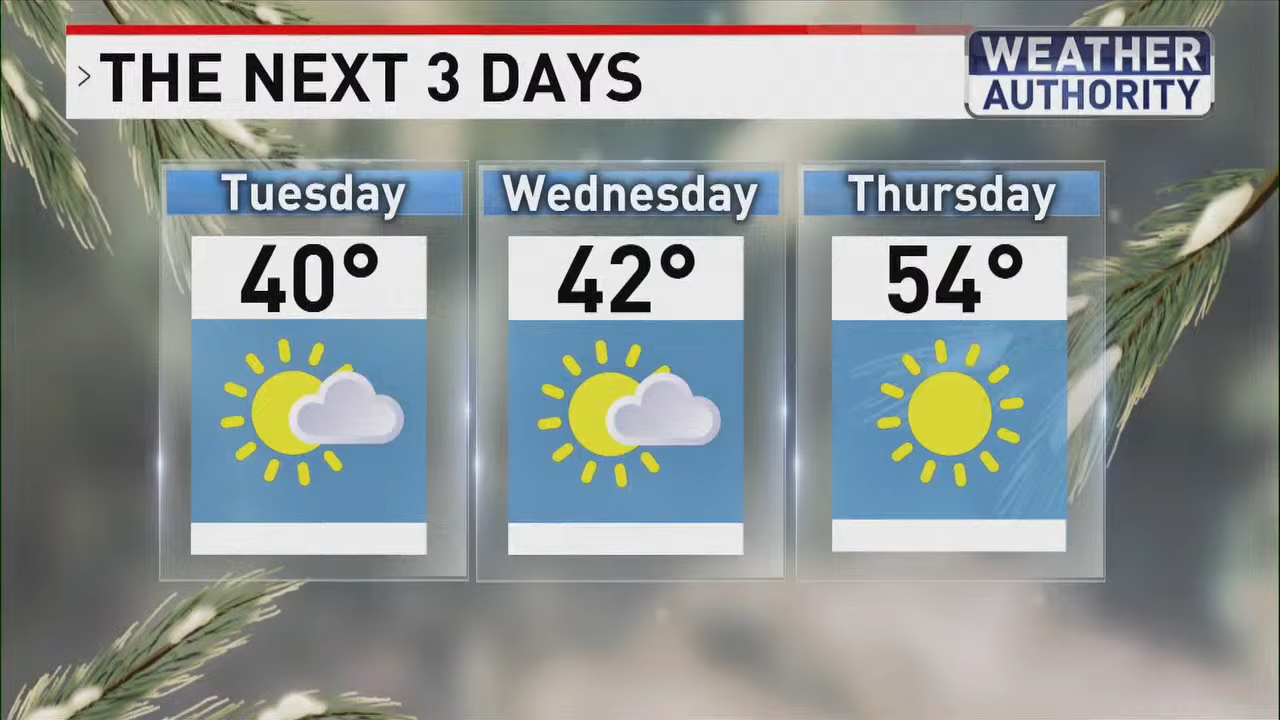 > THE NEXT 3 DAYS
WEATHER
AUTHORITY
Tuesday
Wednesday
Thursday
40°
42°
54°